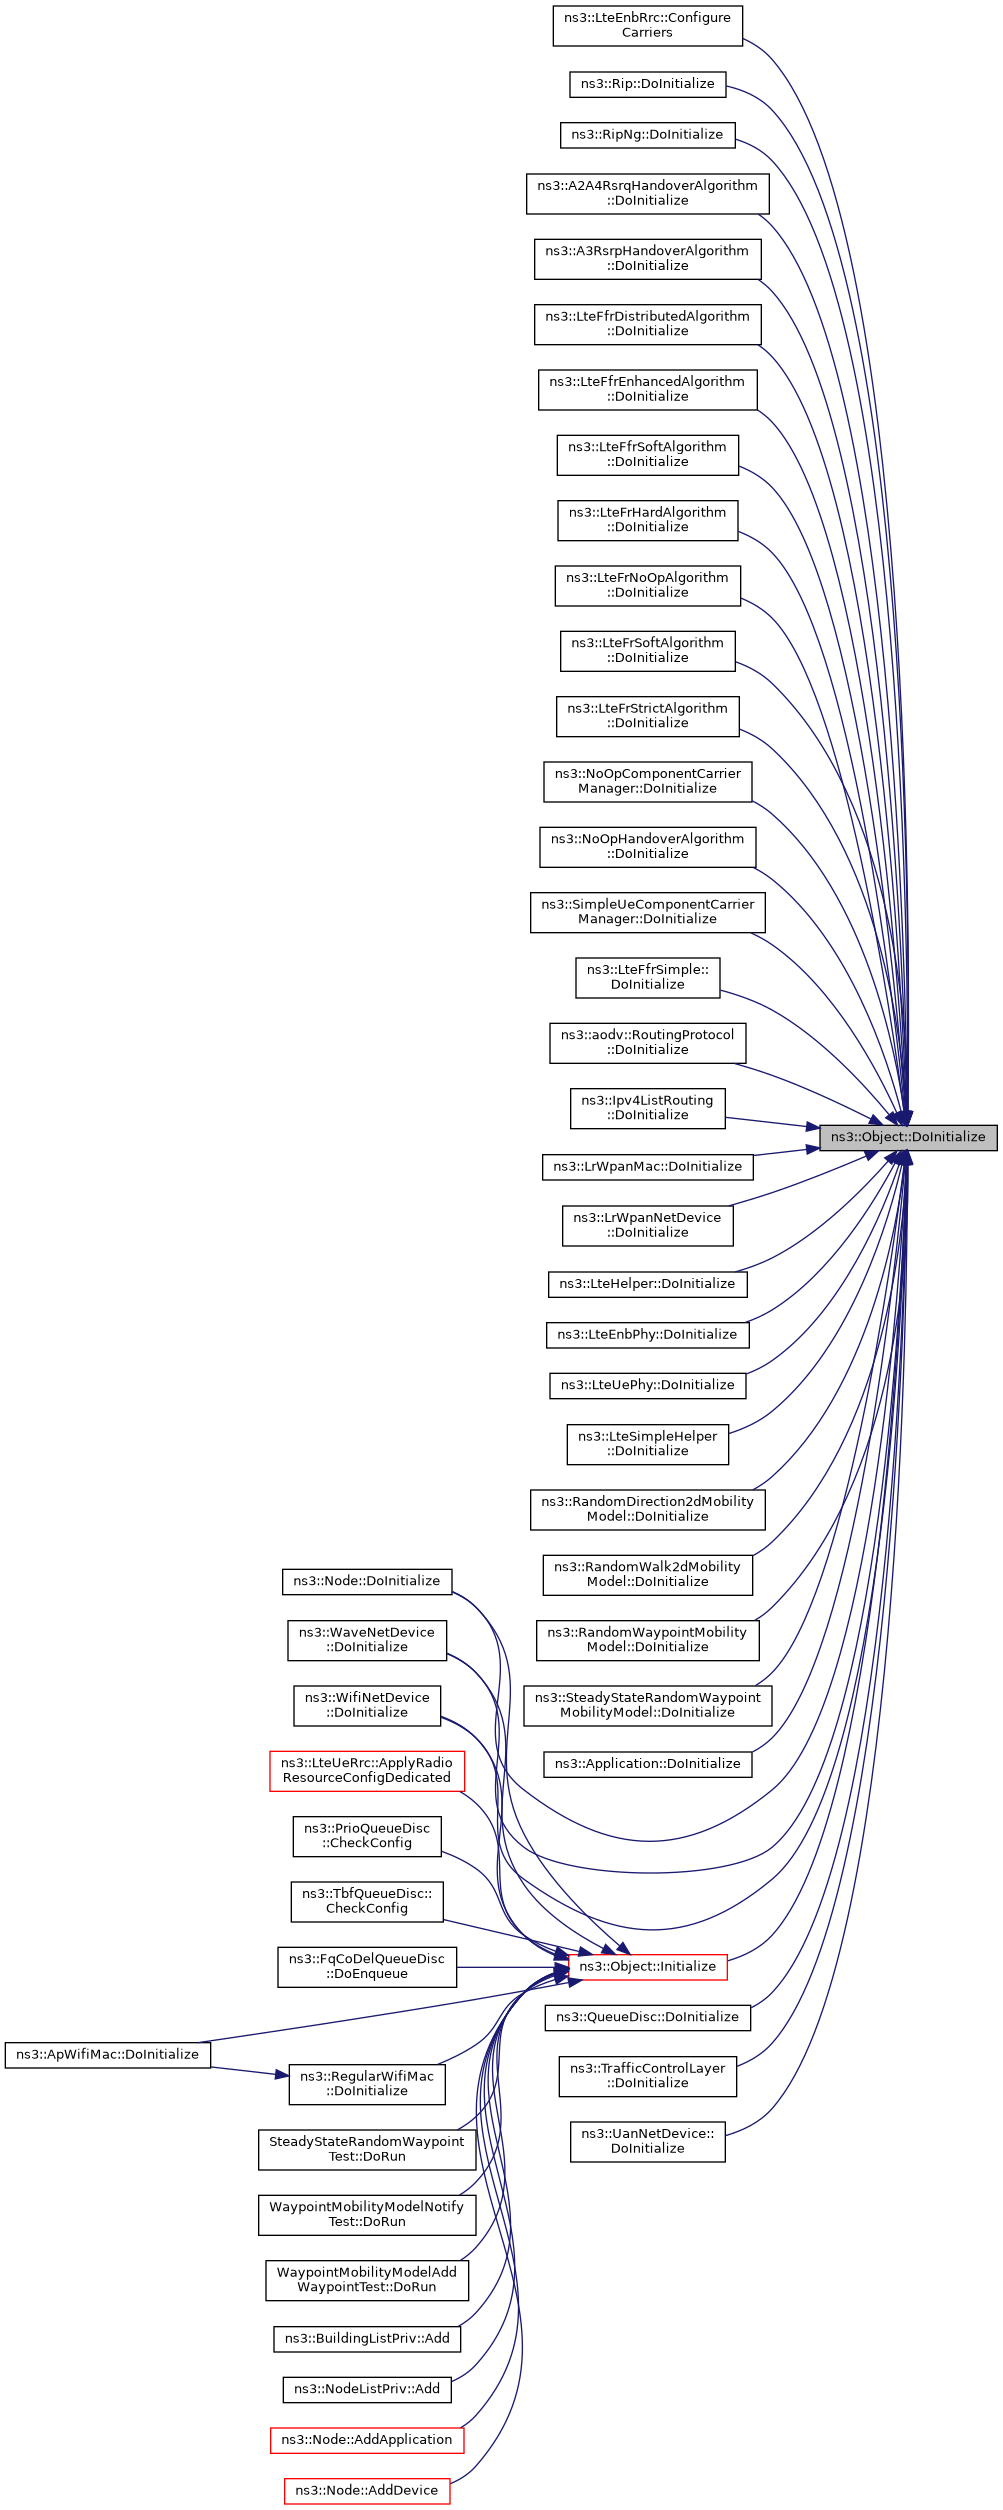 ns3::LteEnbRrc::Configure
Carriers
ns3::Rip::DoInitialize
ns3::RipNg::DoInitialize
ns3::A2A4RsrqHandoverAlgorithm
::DoInitialize
ns3::A3RsrpHandoverAlgorithm
::DoInitialize
ns3::LteFfrDistributedAlgorithm
::DoInitialize
ns3::LteFfrEnhancedAlgorithm
::DoInitialize
ns3::LteFfrSoftAlgorithm
::DoInitialize
ns3::LteFrHardAlgorithm
::DoInitialize
ns3::LteFrNoOpAlgorithm
::DoInitialize
ns3::LteFrSoftAlgorithm
::DoInitialize
ns3::LteFrStrictAlgorithm
::DoInitialize
ns3::NoOpComponentCarrier
Manager::DoInitialize
ns3::NoOpHandoverAlgorithm
::DoInitialize
ns3::SimpleUeComponentCarrier
Manager::DoInitialize
ns3::LteFfrSimple::
DoInitialize
ns3::aodv::RoutingProtocol
::DoInitialize
ns3::Ipv4ListRouting
::DoInitialize
ns3::Object::DoInitialize
ns3::LrWpanMac::DoInitialize
ns3::LrWpanNetDevice
::DoInitialize
ns3::LteHelper::DoInitialize
ns3::LteEnbPhy::DoInitialize
ns3::LteUePhy::DoInitialize
ns3::LteSimpleHelper
::DoInitialize
ns3::RandomDirection2dMobility
Model::DoInitialize
ns3::RandomWalk2dMobility
Model::DoInitialize
ns3::Node::DoInitialize
ns3::RandomWaypointMobility
Model::DoInitialize
ns3::WaveNetDevice
::DoInitialize
ns3::SteadyStateRandomWaypoint
MobilityModel::DoInitialize
ns3::WifiNetDevice
::DoInitialize
ns3::Application::DoInitialize
ns3::LteUeRrc::ApplyRadio
ResourceConfigDedicated
ns3::PrioQueueDisc
::CheckConfig
ns3::TbfQueueDisc::
CheckConfig
ns3::FqCoDelQueueDisc
::DoEnqueue
ns3::Object::Initialize
ns3::QueueDisc::DoInitialize
ns3::ApWifiMac::DoInitialize
ns3::RegularWifiMac
::DoInitialize
ns3::TrafficControlLayer
::DoInitialize
SteadyStateRandomWaypoint
Test::DoRun
ns3::UanNetDevice::
DoInitialize
WaypointMobilityModelNotify
Test::DoRun
WaypointMobilityModelAdd
WaypointTest::DoRun
ns3::BuildingListPriv::Add
ns3::NodeListPriv::Add
ns3::Node::AddApplication
ns3::Node::AddDevice